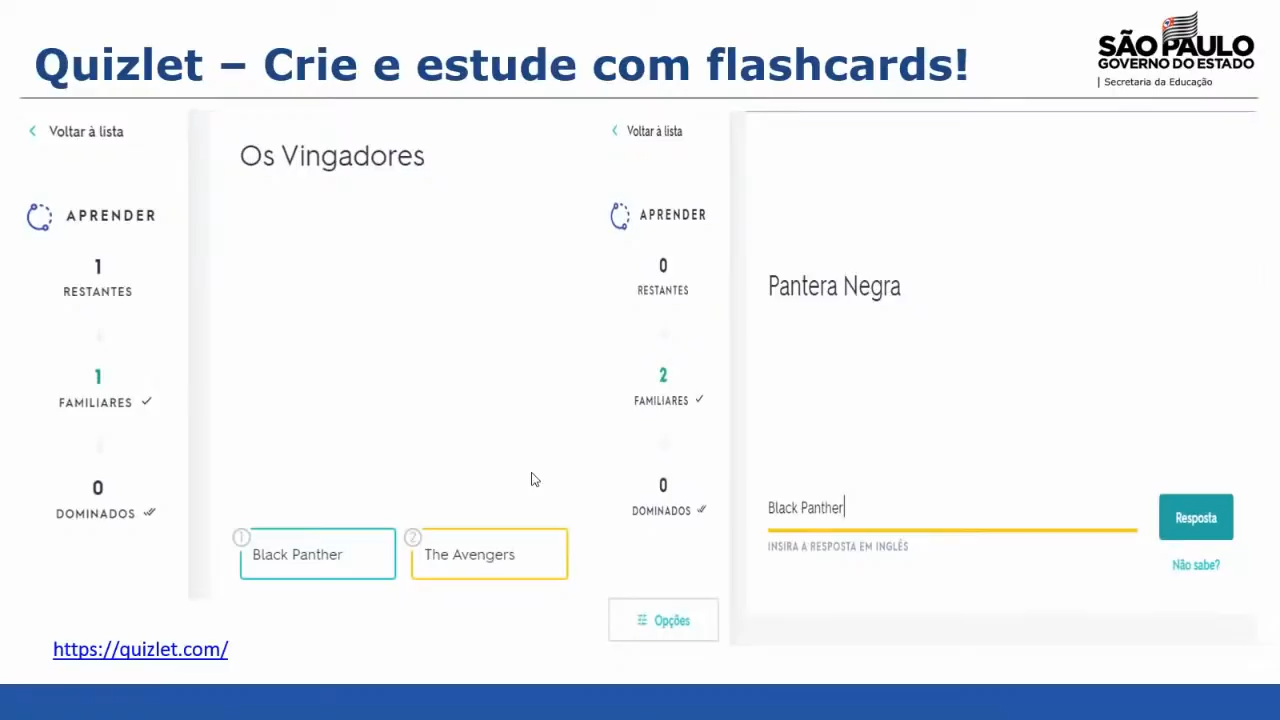 Quizlet – Crie e estude com flashcards!
SÃO PAULO
GOVERNO DO ESTADO
| Secretaria da Educação
Voltar à lista
APRENDER
1
RESTANTES
1
FAMILIARES
0
DOMINADOS
Os Vingadores
1 Black Panther
2 The Avengers
Voltar à lista
APRENDER
0
RESTANTES
2
FAMILIARES
0
DOMINADOS
Opções
Pantera Negra
Black Panther
INSIRA A RESPOSTA EM INGLÊS
Resposta
Não sabe?
https://quizlet.com/